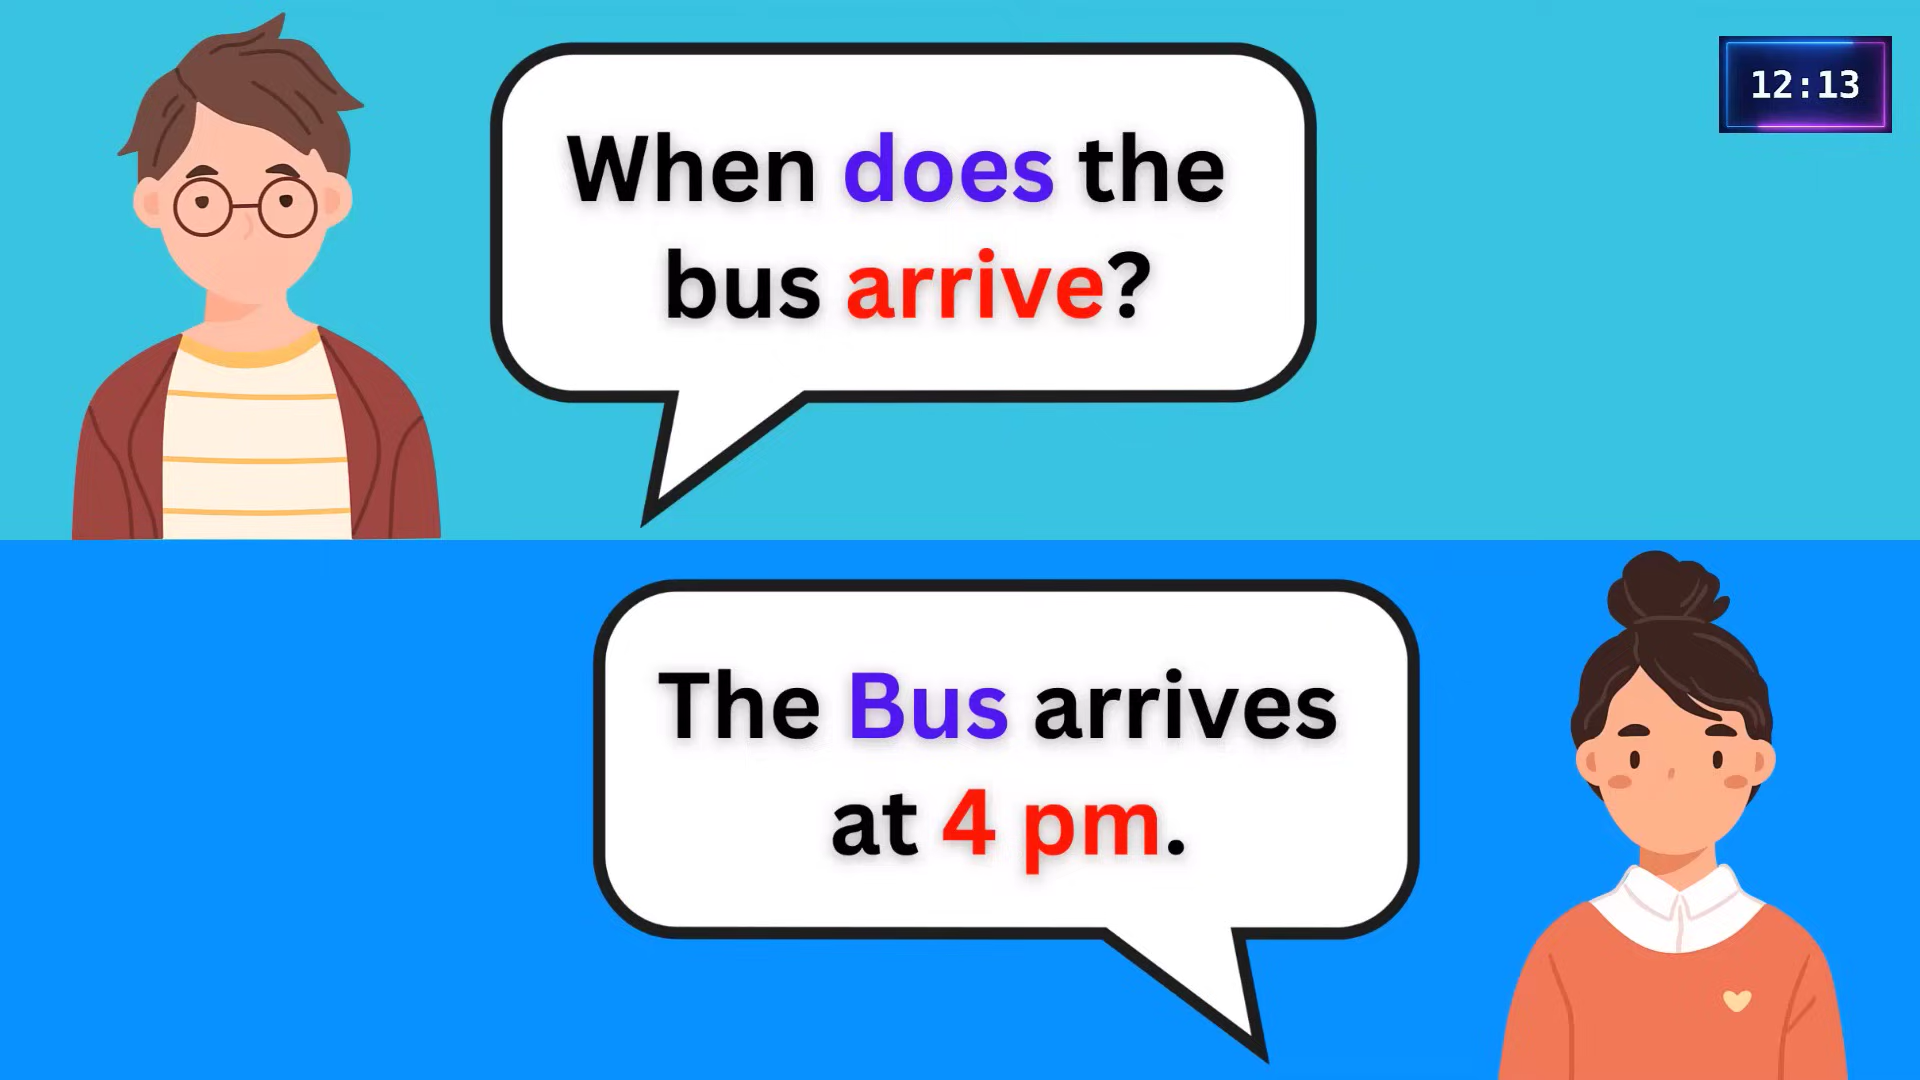 When does the
bus arrive?
12:13
The Bus arrives
at 4 pm.